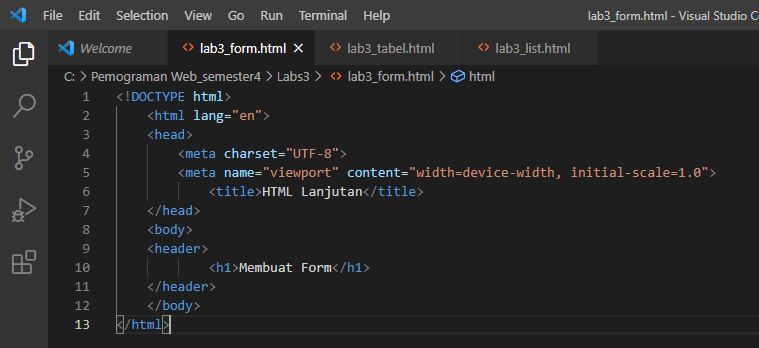 File Edit Selection View Go Run Terminal Help lab3_form.html - Visual Studio Co
Welcome lab3_form.html lab3_tabel.html lab3_list.html
C: > Pemograman Web_semester4 > Labs3 > lab3_form.html > html
1 <!DOCTYPE html>
2 <html lang="en">
3 <head>
4 <meta charset="UTF-8">
5 <meta name="viewport" content="width=device-width, initial-scale=1.0">
6 <title>HTML Lanjutan</title>
7 </head>
8 <body>
9 <header>
10 <h1>Membuat Form</h1>
11 </header>
12 </body>
13 </html>